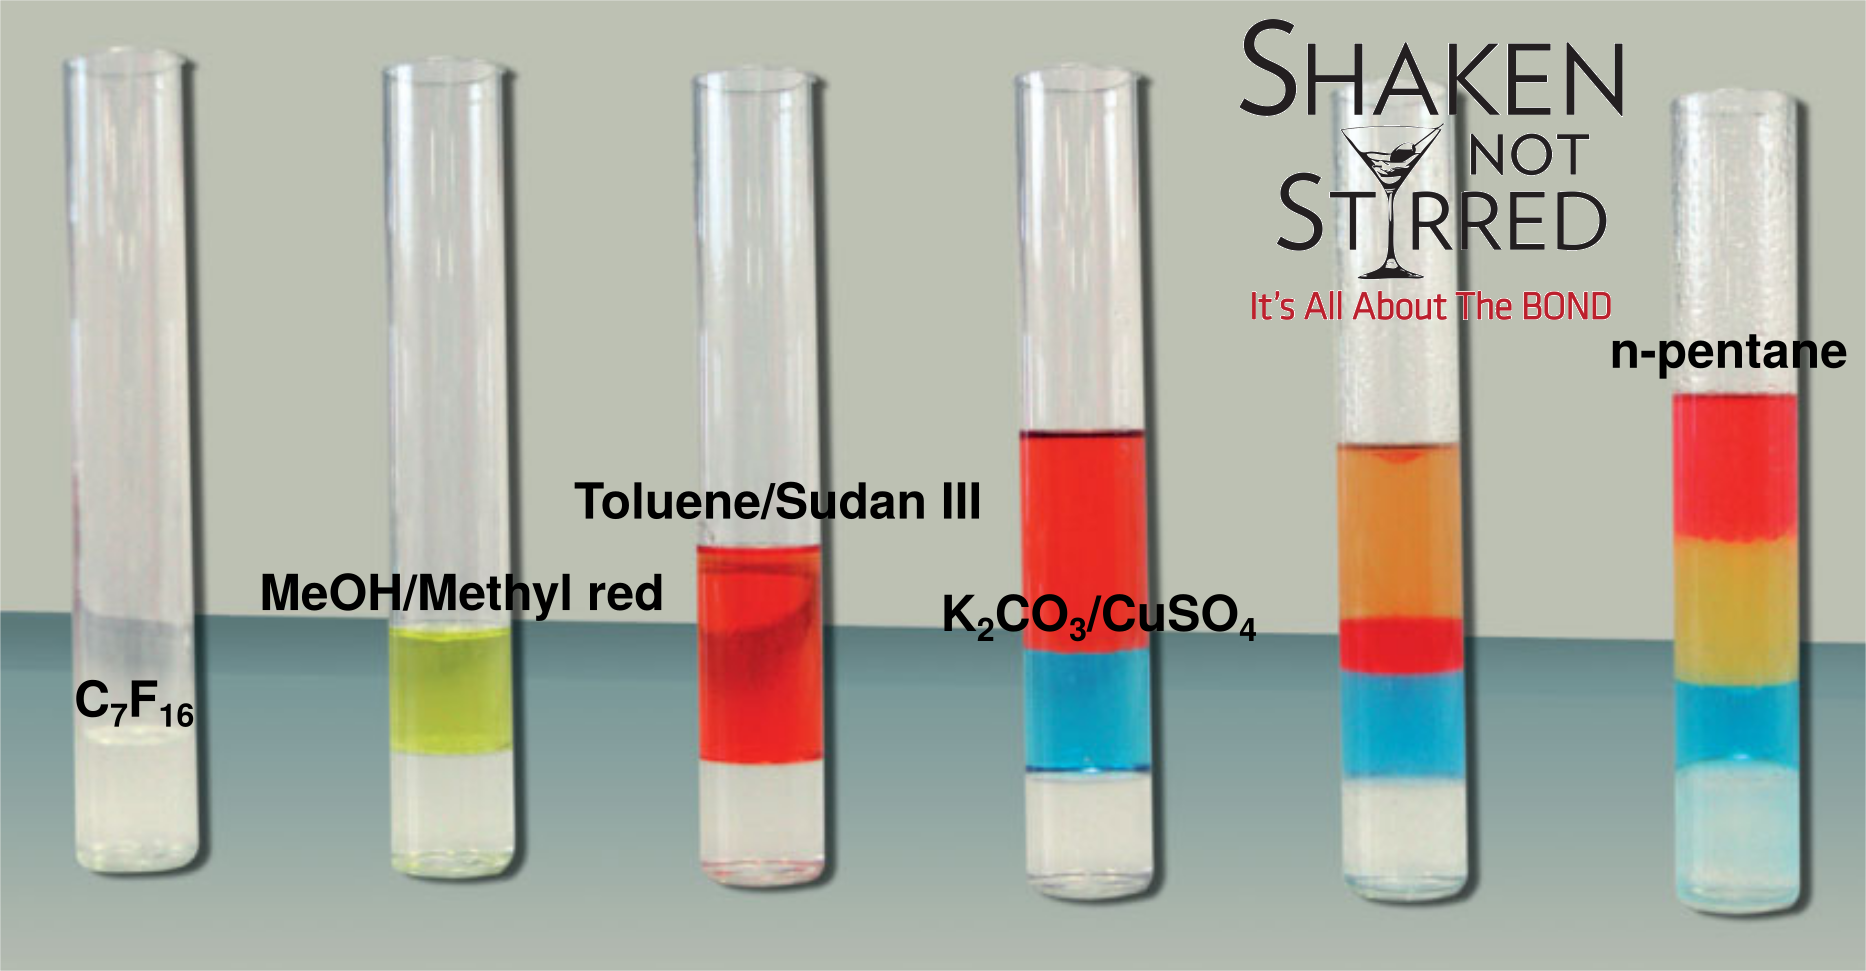 SHAKEN
NOT
STIRRED
It's All About The BOND
n-pentane
Toluene/Sudan III
MeOH/Methyl red
K₂CO₃/CuSO₄
C₇F₁₆